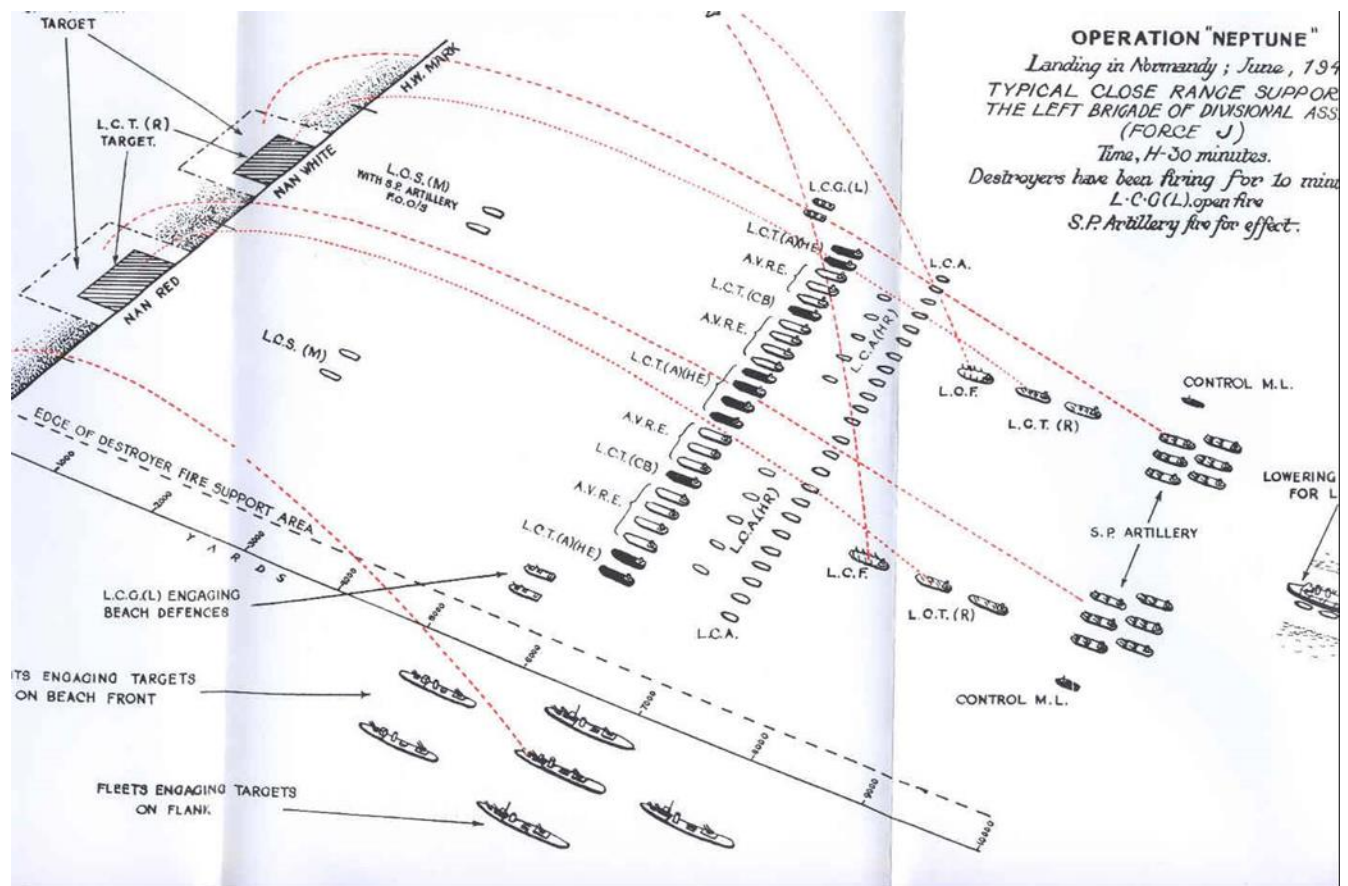 TARGET
L.C.T. (R)
TARGET.
H.W. MARK
NAN WHITE
NAN RED
L.C.S. (M)
WITH S.P. ARTILLERY
F.O.O/S
L.C.S. (M)
OPERATION "NEPTUNE"
Landing in Normandy; June, 194
TYPICAL CLOSE RANGE SUPPOR
THE LEFT BRIGADE OF DIVISIONAL ASS
(FORCE J)
Time, H-30 minutes.
Destroyers have been firing for 10 minu
L.C.G(L).open fire
S.P. Artillery fire for effect.
L.C.G.(L)
L.C.T.(A)(HE)
A.V.R.E.
L.C.T.(CB)
A.V.R.E.
L.C.T.(A)(HE)
A.V.R.E.
L.C.T.(CB)
A.V.R.E.
L.C.T.(A)(HE)
L.C.A.
L.C.A.(HR)
L.C.A.(HR)
L.C.A.
L.C.F.
L.C.T. (R)
CONTROL M.L.
S.P. ARTILLERY
LOWERING
FOR L
L.C.F.
L.C.T. (R)
CONTROL M.L.
EDGE OF DESTROYER FIRE SUPPORT AREA
1000
2000
3000
YARDS
5000
6000
7000
8000
9000
10000
L.C.G.(L) ENGAGING
BEACH DEFENCES
TS ENGAGING TARGETS
ON BEACH FRONT
FLEETS ENGAGING TARGETS
ON FLANK